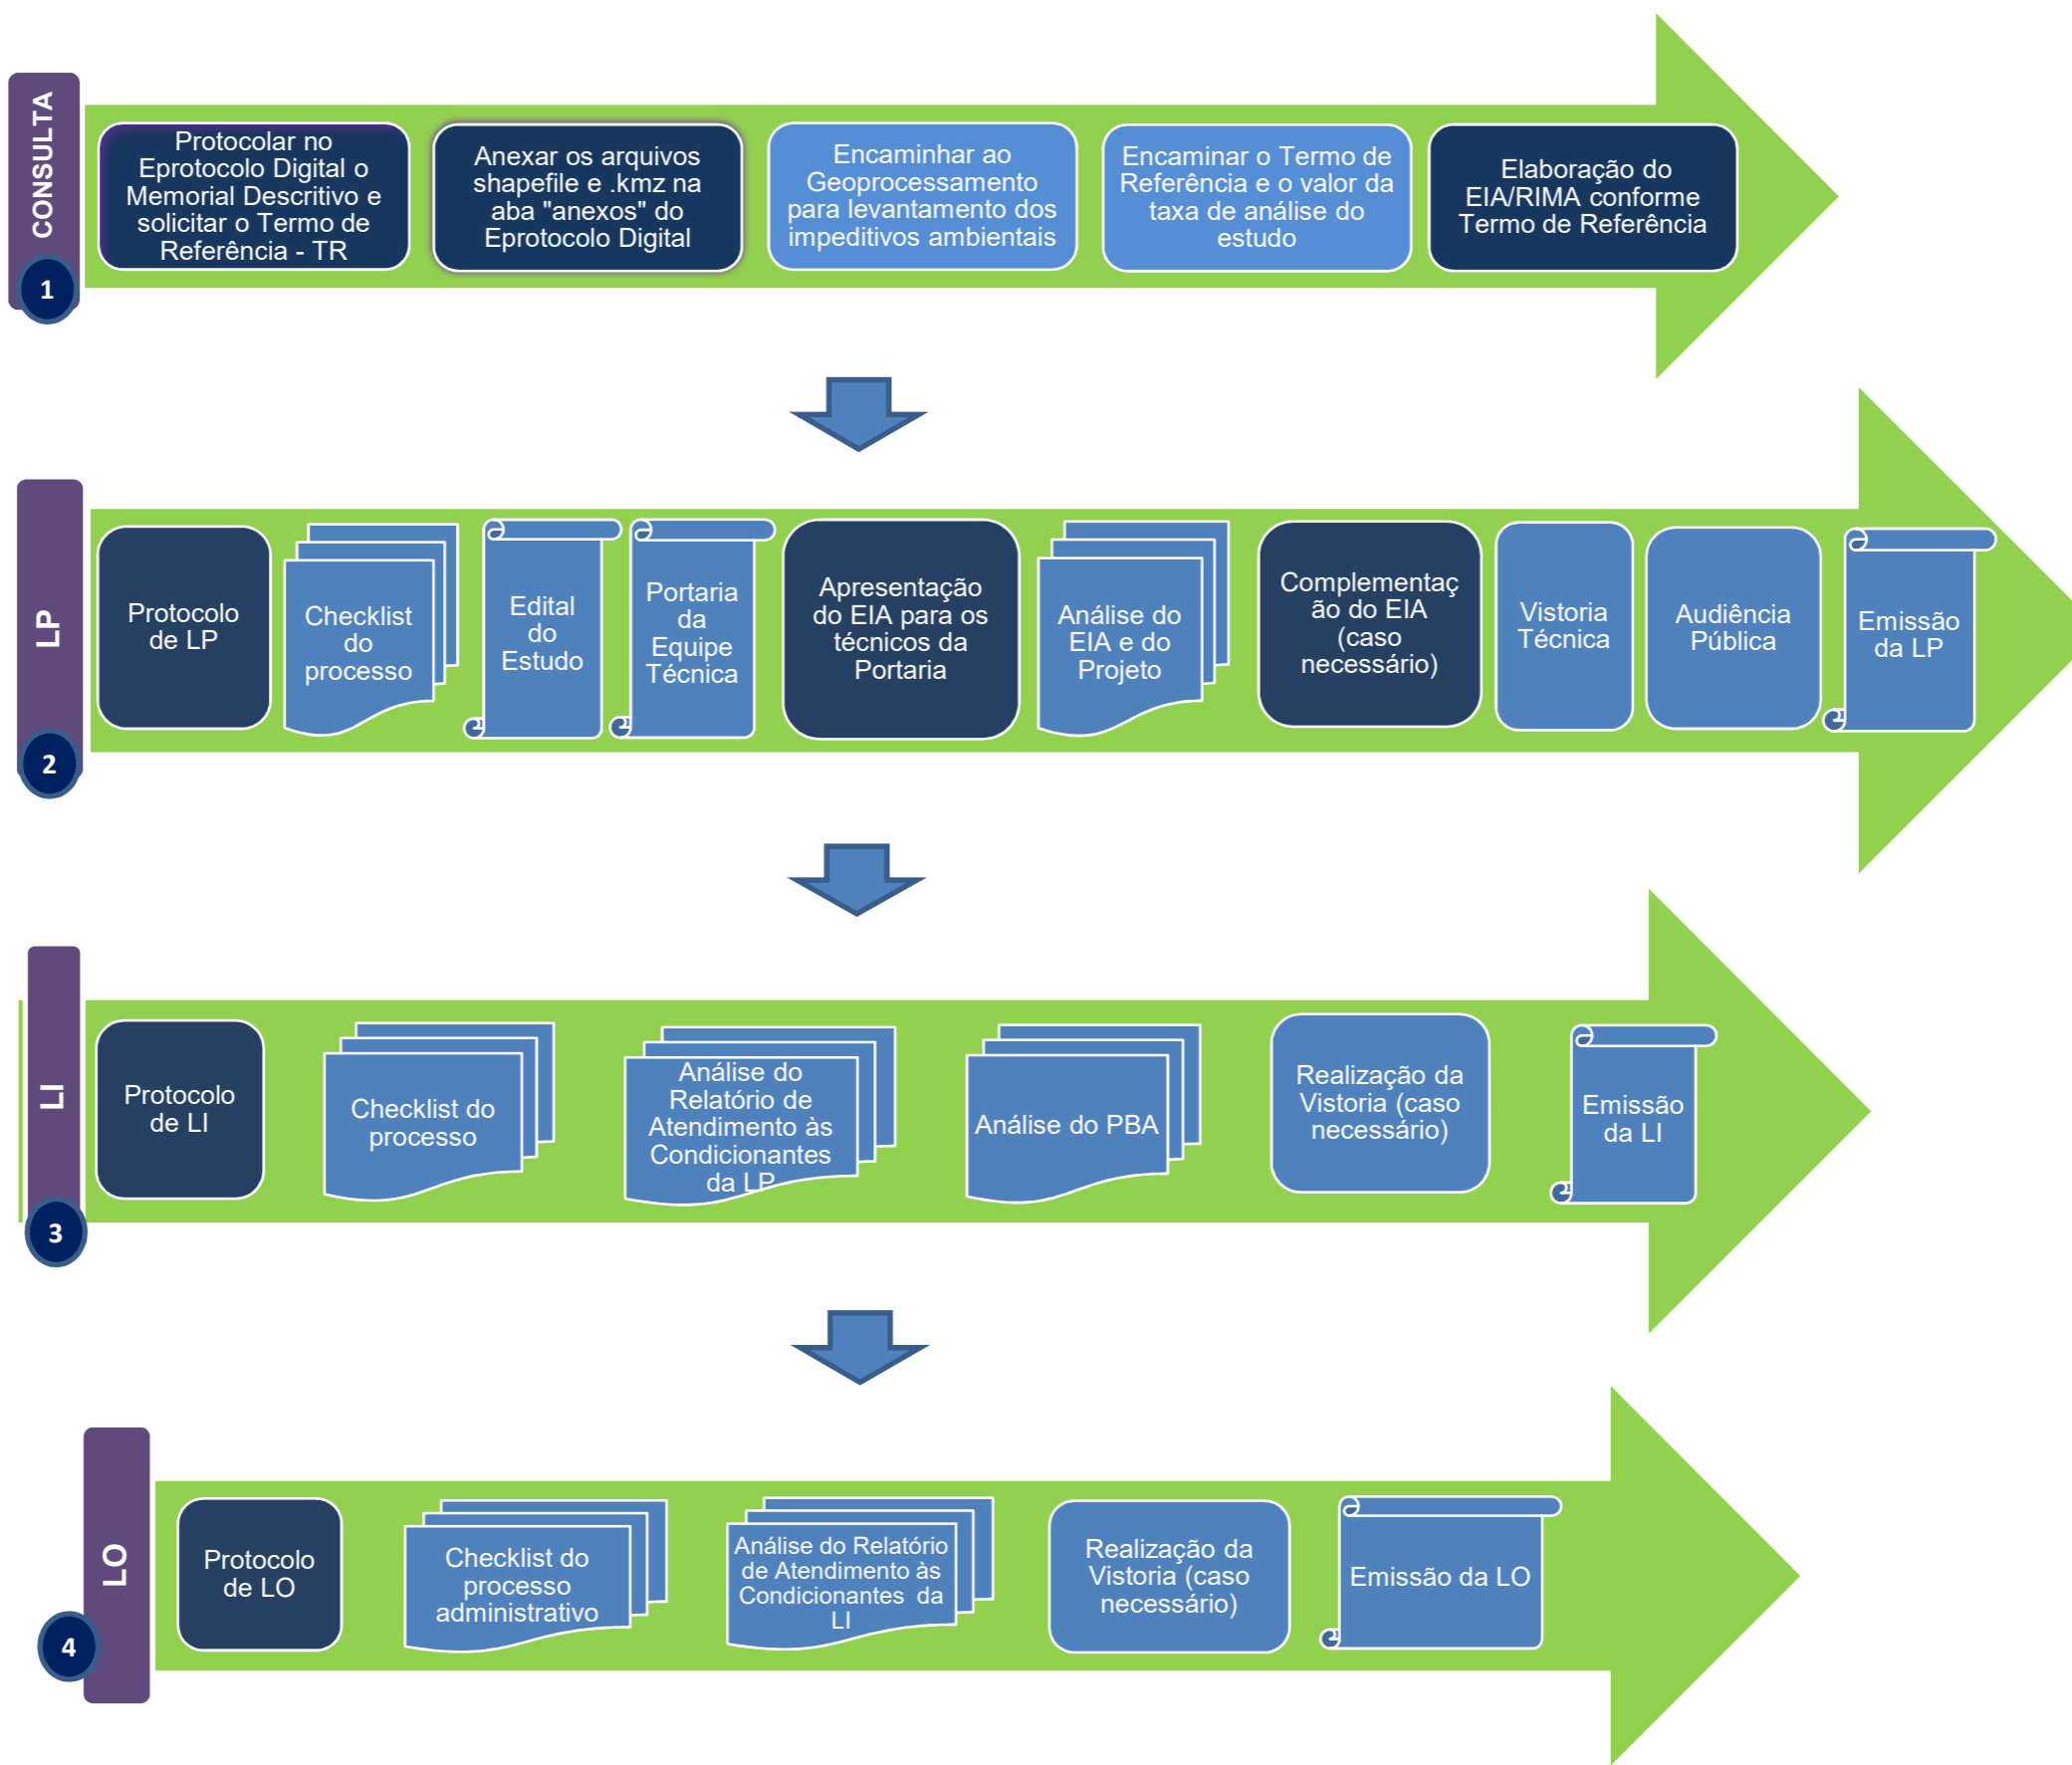 CONSULTA
1
Protocolar no
Eprotocolo Digital o
Memorial Descritivo e
solicitar o Termo de
Referência - TR
Anexar os arquivos
shapefile e .kmz na
aba "anexos" do
Eprotocolo Digital
Encaminhar ao
Geoprocessamento
para levantamento dos
impeditivos ambientais
Encaminar o Termo de
Referência e o valor da
taxa de análise do
estudo
Elaboração do
EIA/RIMA conforme
Termo de Referência
LP
2
Protocolo
de LP
Checklist
do
processo
Edital
do
Estudo
Portaria
da
Equipe
Técnica
Apresentação
do EIA para os
técnicos da
Portaria
Análise do
EIA e do
Projeto
Complementaç
ão do EIA
(caso
necessário)
Vistoria
Técnica
Audiência
Pública
Emissão
da LP
LI
3
Protocolo
de LI
Checklist do
processo
Análise do
Relatório de
Atendimento às
Condicionantes
da LP
Análise do PBA
Realização da
Vistoria (caso
necessário)
Emissão
da LI
LO
4
Protocolo
de LO
Checklist do
processo
administrativo
Análise do Relatório
de Atendimento às
Condicionantes  da
LI
Realização da
Vistoria (caso
necessário)
Emissão da LO